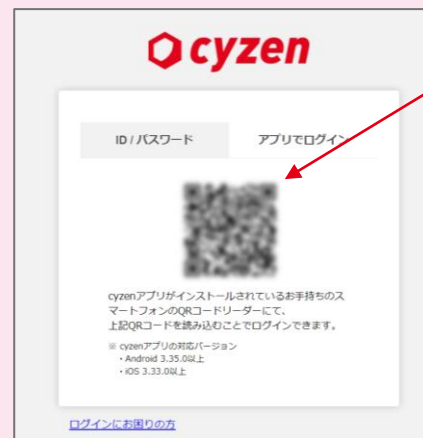 cyzen
ID / パスワード
アプリでログイン
cyzenアプリがインストールされているお手持ちのス
マートフォンのQRコードリーダーにて、
上記QRコードを読み込むことでログインできます。
※ cyzenアプリの対応バージョン
・Android 3.35.0以上
・iOS 3.33.0以上
ログインにお困りの方